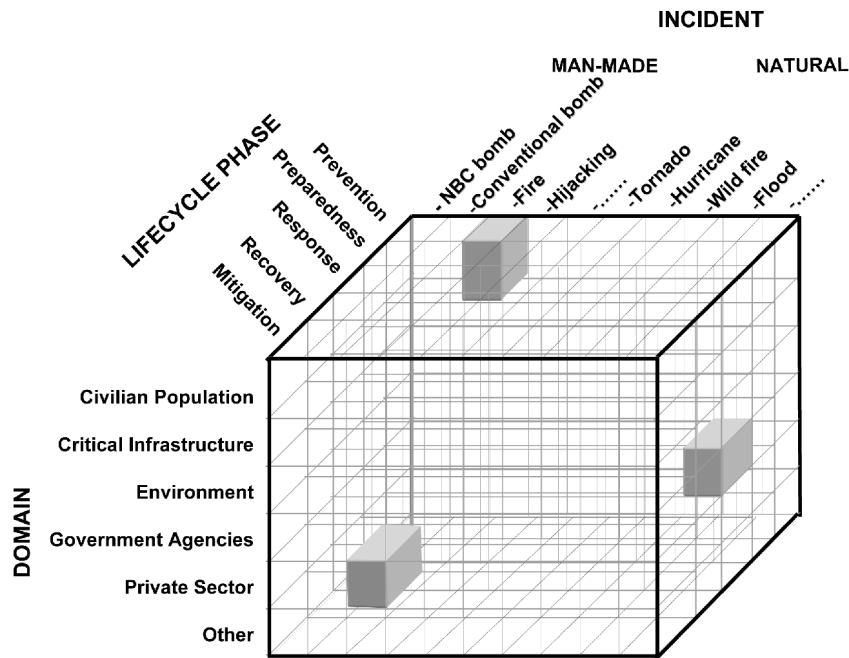 INCIDENT
MAN-MADE
NATURAL
LIFECYCLE PHASE
Prevention
Preparedness
Response
Recovery
Mitigation
- NBC bomb
-Conventional bomb
-Fire
-Hijacking
-......
-Tornado
-Hurricane
-Wild fire
-Flood
-......
DOMAIN
Civilian Population
Critical Infrastructure
Environment
Government Agencies
Private Sector
Other